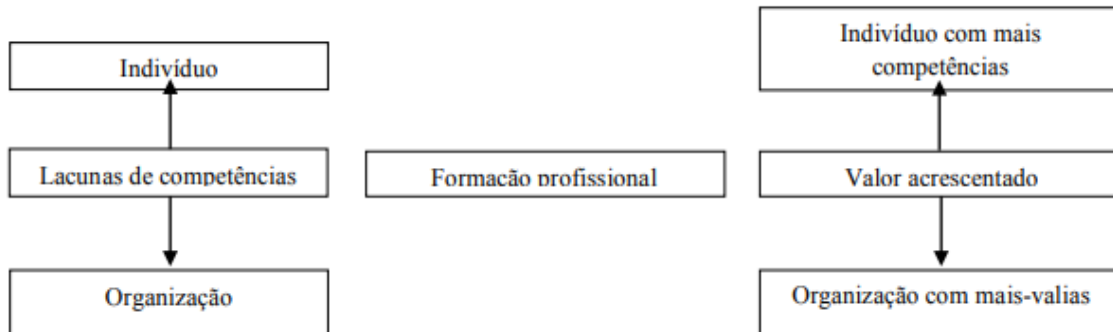 Indivíduo
Indivíduo com mais
competências
Lacunas de competências
Formação profissional
Valor acrescentado
Organização
Organização com mais-valias